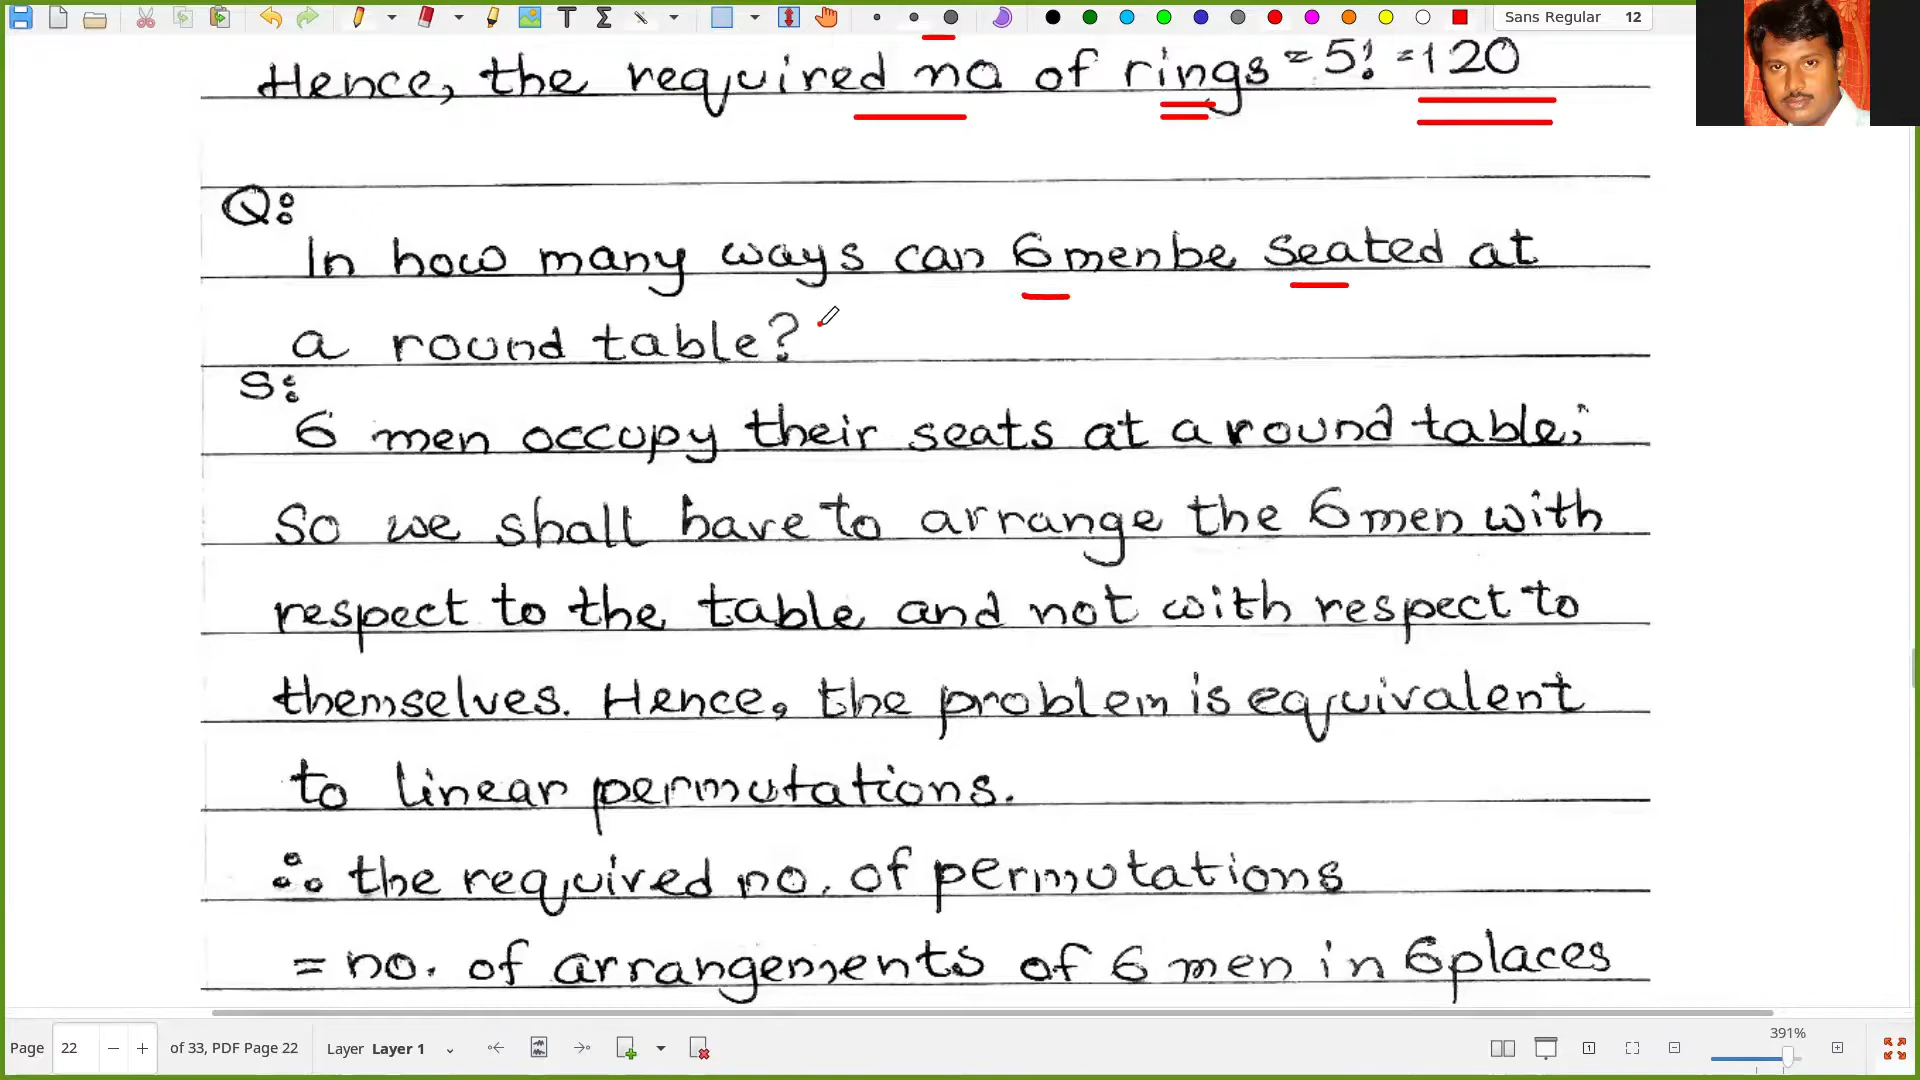 Sans Regular 12
Hence, the required no of rings = 5! = 120
Q:
In how many ways can 6 men be seated at
a round table?
S:
6 men occupy their seats at a round table;
So we shall have to arrange the 6 men with
respect to the table and not with respect to
themselves. Hence, the problem is equivalent
to linear permutations.
∴ the required no. of permutations
= no. of arrangements of 6 men in 6 places
Page 22 of 33, PDF Page 22 Layer Layer 1 391%